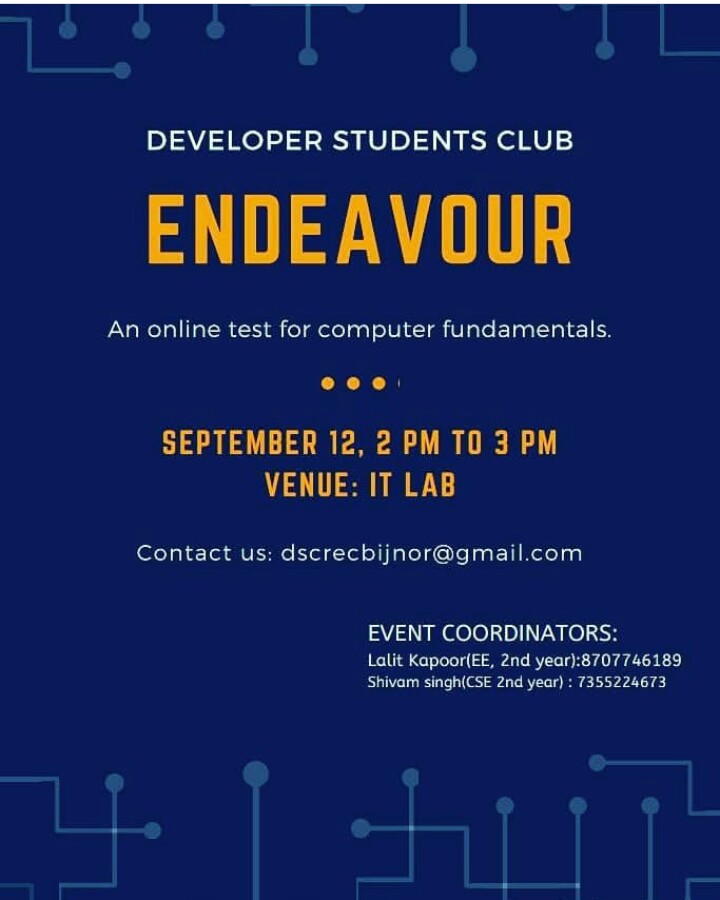 DEVELOPER STUDENTS CLUB
ENDEAVOUR
An online test for computer fundamentals.
SEPTEMBER 12, 2 PM TO 3 PM
VENUE: IT LAB
Contact us: dscrecbijnor@gmail.com
EVENT COORDINATORS:
Lalit Kapoor(EE, 2nd year):8707746189
Shivam singh(CSE 2nd year) : 7355224673